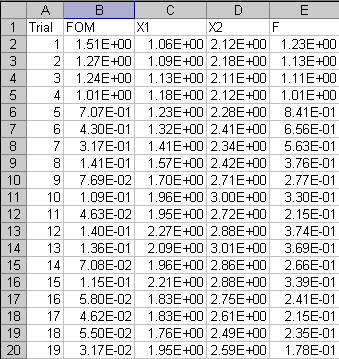 A B C D E
1 Trial FOM X1 X2 F
2 1 1.51E+00 1.06E+00 2.12E+00 1.23E+00
3 2 1.27E+00 1.09E+00 2.18E+00 1.13E+00
4 3 1.24E+00 1.13E+00 2.11E+00 1.11E+00
5 4 1.01E+00 1.18E+00 2.12E+00 1.01E+00
6 5 7.07E-01 1.23E+00 2.28E+00 8.41E-01
7 6 4.30E-01 1.32E+00 2.41E+00 6.56E-01
8 7 3.17E-01 1.41E+00 2.34E+00 5.63E-01
9 8 1.41E-01 1.57E+00 2.42E+00 3.76E-01
10 9 7.69E-02 1.70E+00 2.71E+00 2.77E-01
11 10 1.09E-01 1.96E+00 3.00E+00 3.30E-01
12 11 4.63E-02 1.95E+00 2.72E+00 2.15E-01
13 12 1.40E-01 2.27E+00 2.88E+00 3.74E-01
14 13 1.36E-01 2.09E+00 3.01E+00 3.69E-01
15 14 7.08E-02 1.96E+00 2.86E+00 2.66E-01
16 15 1.15E-01 2.21E+00 2.88E+00 3.39E-01
17 16 5.80E-02 1.83E+00 2.75E+00 2.41E-01
18 17 4.62E-02 1.83E+00 2.61E+00 2.15E-01
19 18 5.50E-02 1.76E+00 2.49E+00 2.35E-01
20 19 3.17E-02 1.95E+00 2.59E+00 1.78E-01